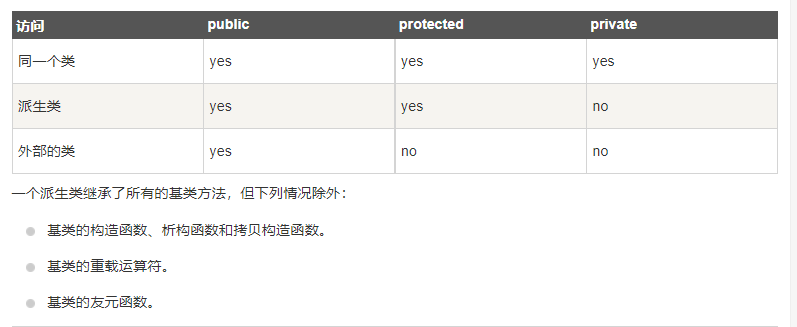 访问 public protected private
同一个类 yes yes yes
派生类 yes yes no
外部的类 yes no no
一个派生类继承了所有的基类方法，但下列情况除外：
基类的构造函数、析构函数和拷贝构造函数。
基类的重载运算符。
基类的友元函数。